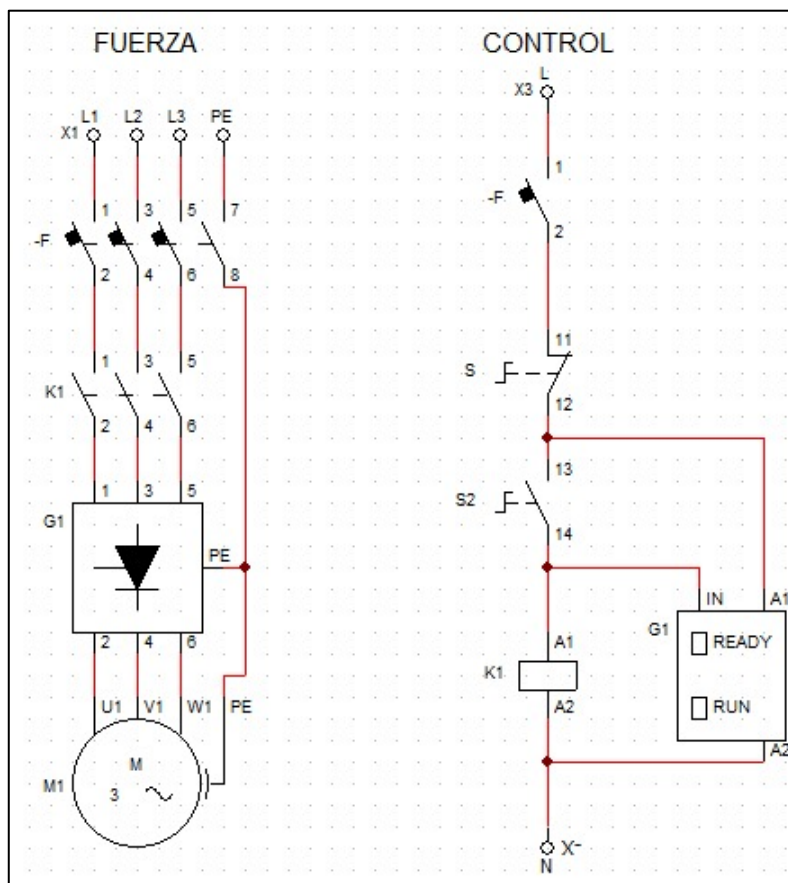 FUERZA
CONTROL
L1 L2 L3 PE
X1
1 3 5 7
-F
2 4 6 8
1 3 5
K1
2 4 6
1 3 5
G1
PE
2 4 6
U1 V1 W1 PE
M
M1
3
L
X3
1
-F
2
11
S
12
13
S2
14
IN A1
G1
READY
A1
K1
A2
RUN
A2
X-
N